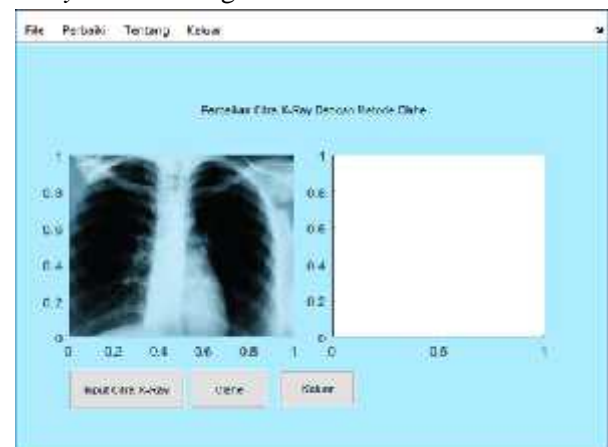 File Perbaiki Tentang Keluar
Perbaikan Citra X-Ray Dengan Metode Clahe
1 1
0.8 0.8
0.6 0.6
0.4 0.4
0.2 0.2
0 0
0 0.2 0.4 0.6 0.8 1 0 0.5 1
Input Citra X-Ray Clahe Keluar